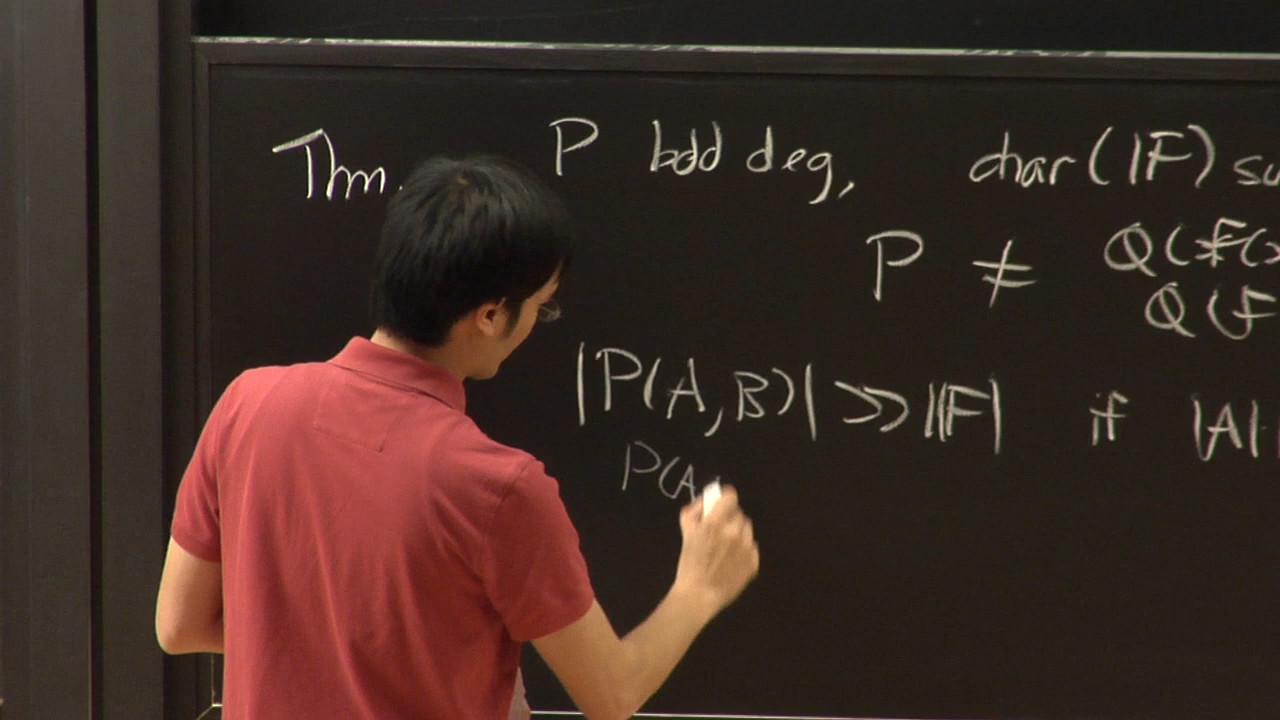 Thm. P bdd deg, char(|F) su
P ≠ Q(F(x
Q(F
|P(A,B)| >> |F| if |A|
P(A